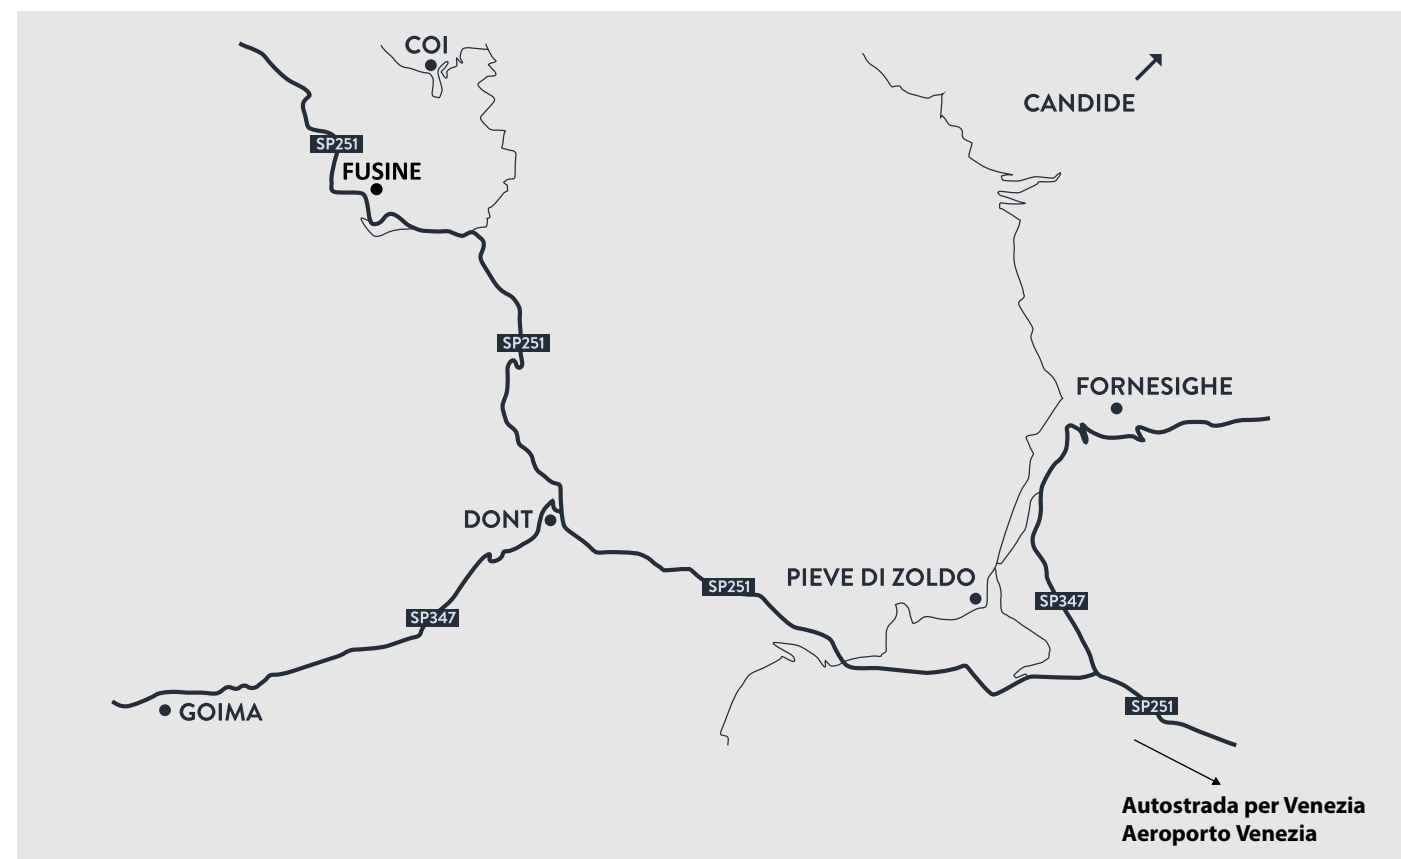 COI
CANDIDE
SP251
FUSINE
SP251
FORNESIGHE
DONT
PIEVE DI ZOLDO
SP251
SP347
SP347
GOIMA
SP251
Autostrada per Venezia
Aeroporto Venezia